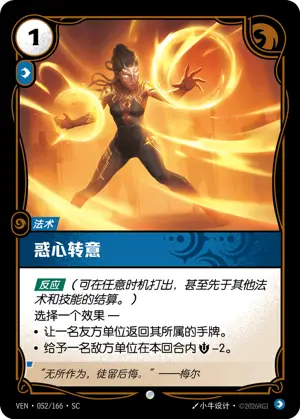 1
法术
惑心转意
反应 （可在任意时机打出，甚至先于其他法
术和技能的结算。）
选择一个效果 —
• 让一名友方单位返回其所属的手牌。
• 给予一名敌方单位在本回合内 -2。
“无所作为，徒留后悔。”——梅尔
VEN • 052/166 • SC
小牛设计 ©2026RGI